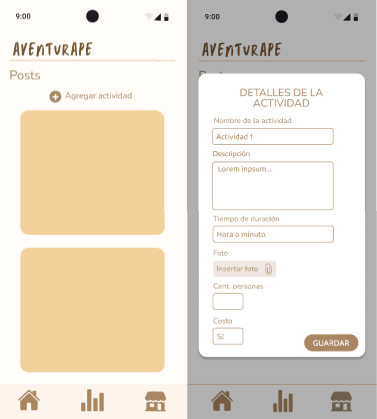 9:00
AVENTURAPE
Posts
Agregar actividad
9:00
AVENTURAPE
DETALLES DE LA
ACTIVIDAD
Nombre de la actividad
Actividad 1
Descripción
Lorem inpsum...
Tiempo de duración
Hora o minuto
Foto
Insertar foto
Cant. personas
Costo
S/.
GUARDAR